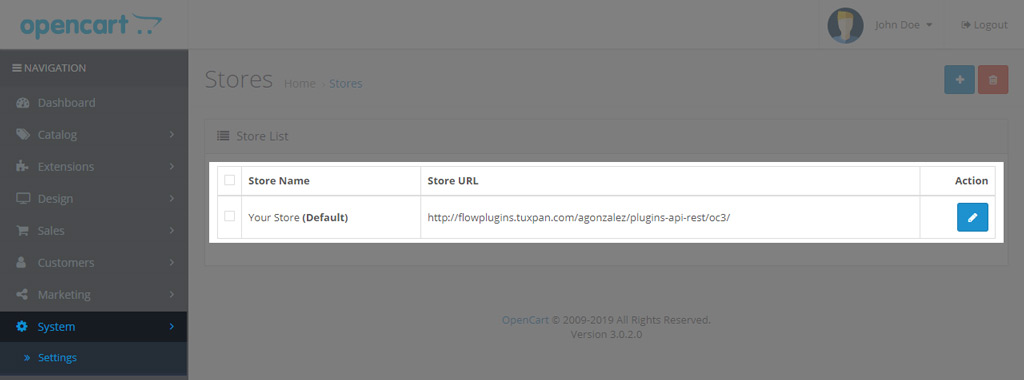 opencart
John Doe
Logout
NAVIGATION
Stores
Home › Stores
Dashboard
Catalog
Store List
Extensions
Store Name Store URL Action
Design
Your Store (Default) http://flowplugins.tuxpan.com/agonzalez/plugins-api-rest/oc3/
Sales
Customers
Marketing
OpenCart © 2009-2019 All Rights Reserved.
Version 3.0.2.0
System
» Settings